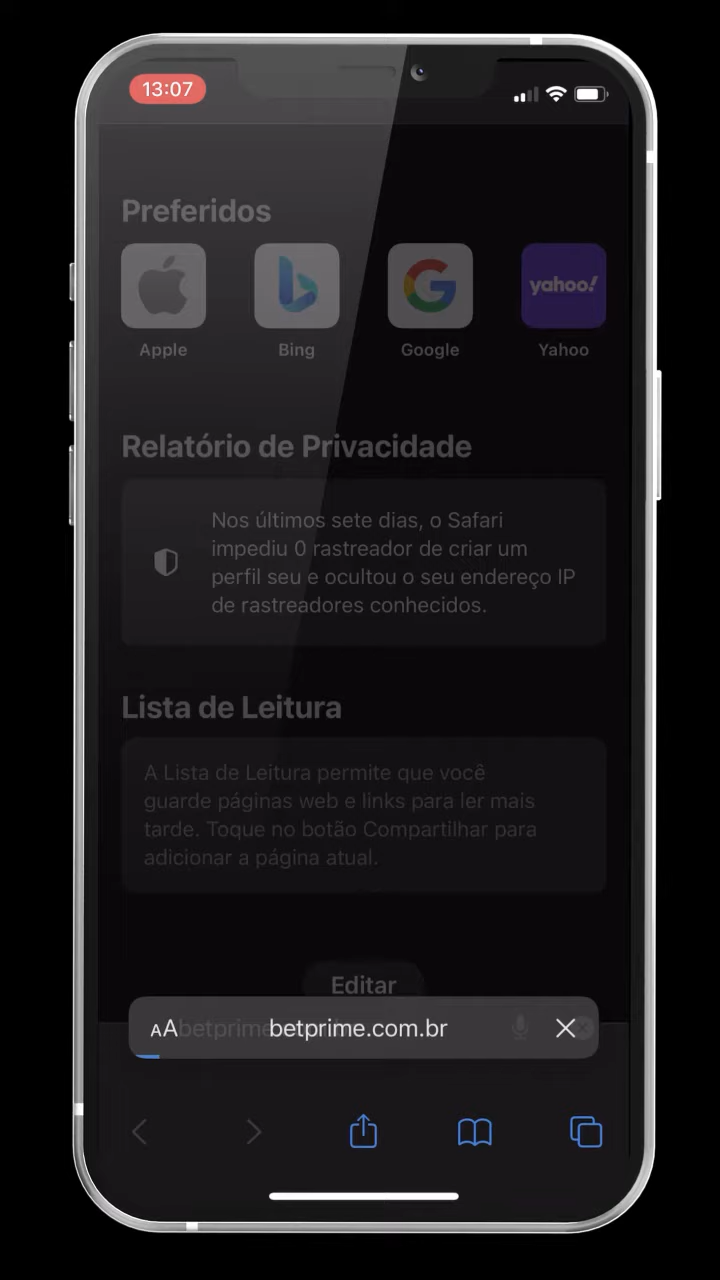 13:07
Preferidos
yahoo!
Apple
Bing
Google
Yahoo
Relatório de Privacidade
Nos últimos sete dias, o Safari
impediu 0 rastreador de criar um
perfil seu e ocultou o seu endereço IP
de rastreadores conhecidos.
Lista de Leitura
A Lista de Leitura permite que você
guarde páginas web e links para ler mais
tarde. Toque no botão Compartilhar para
adicionar a página atual.
Editar
AA betprime.com.br